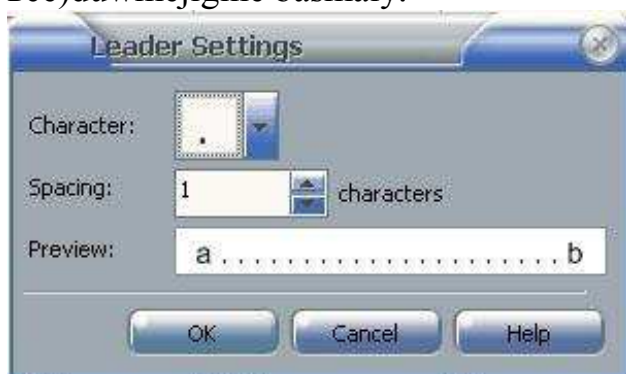 Leader Settings
Character: .
Spacing: 1 characters
Preview: a . . . . . . . . . . . . . . . . . . . . . b
OK Cancel Help